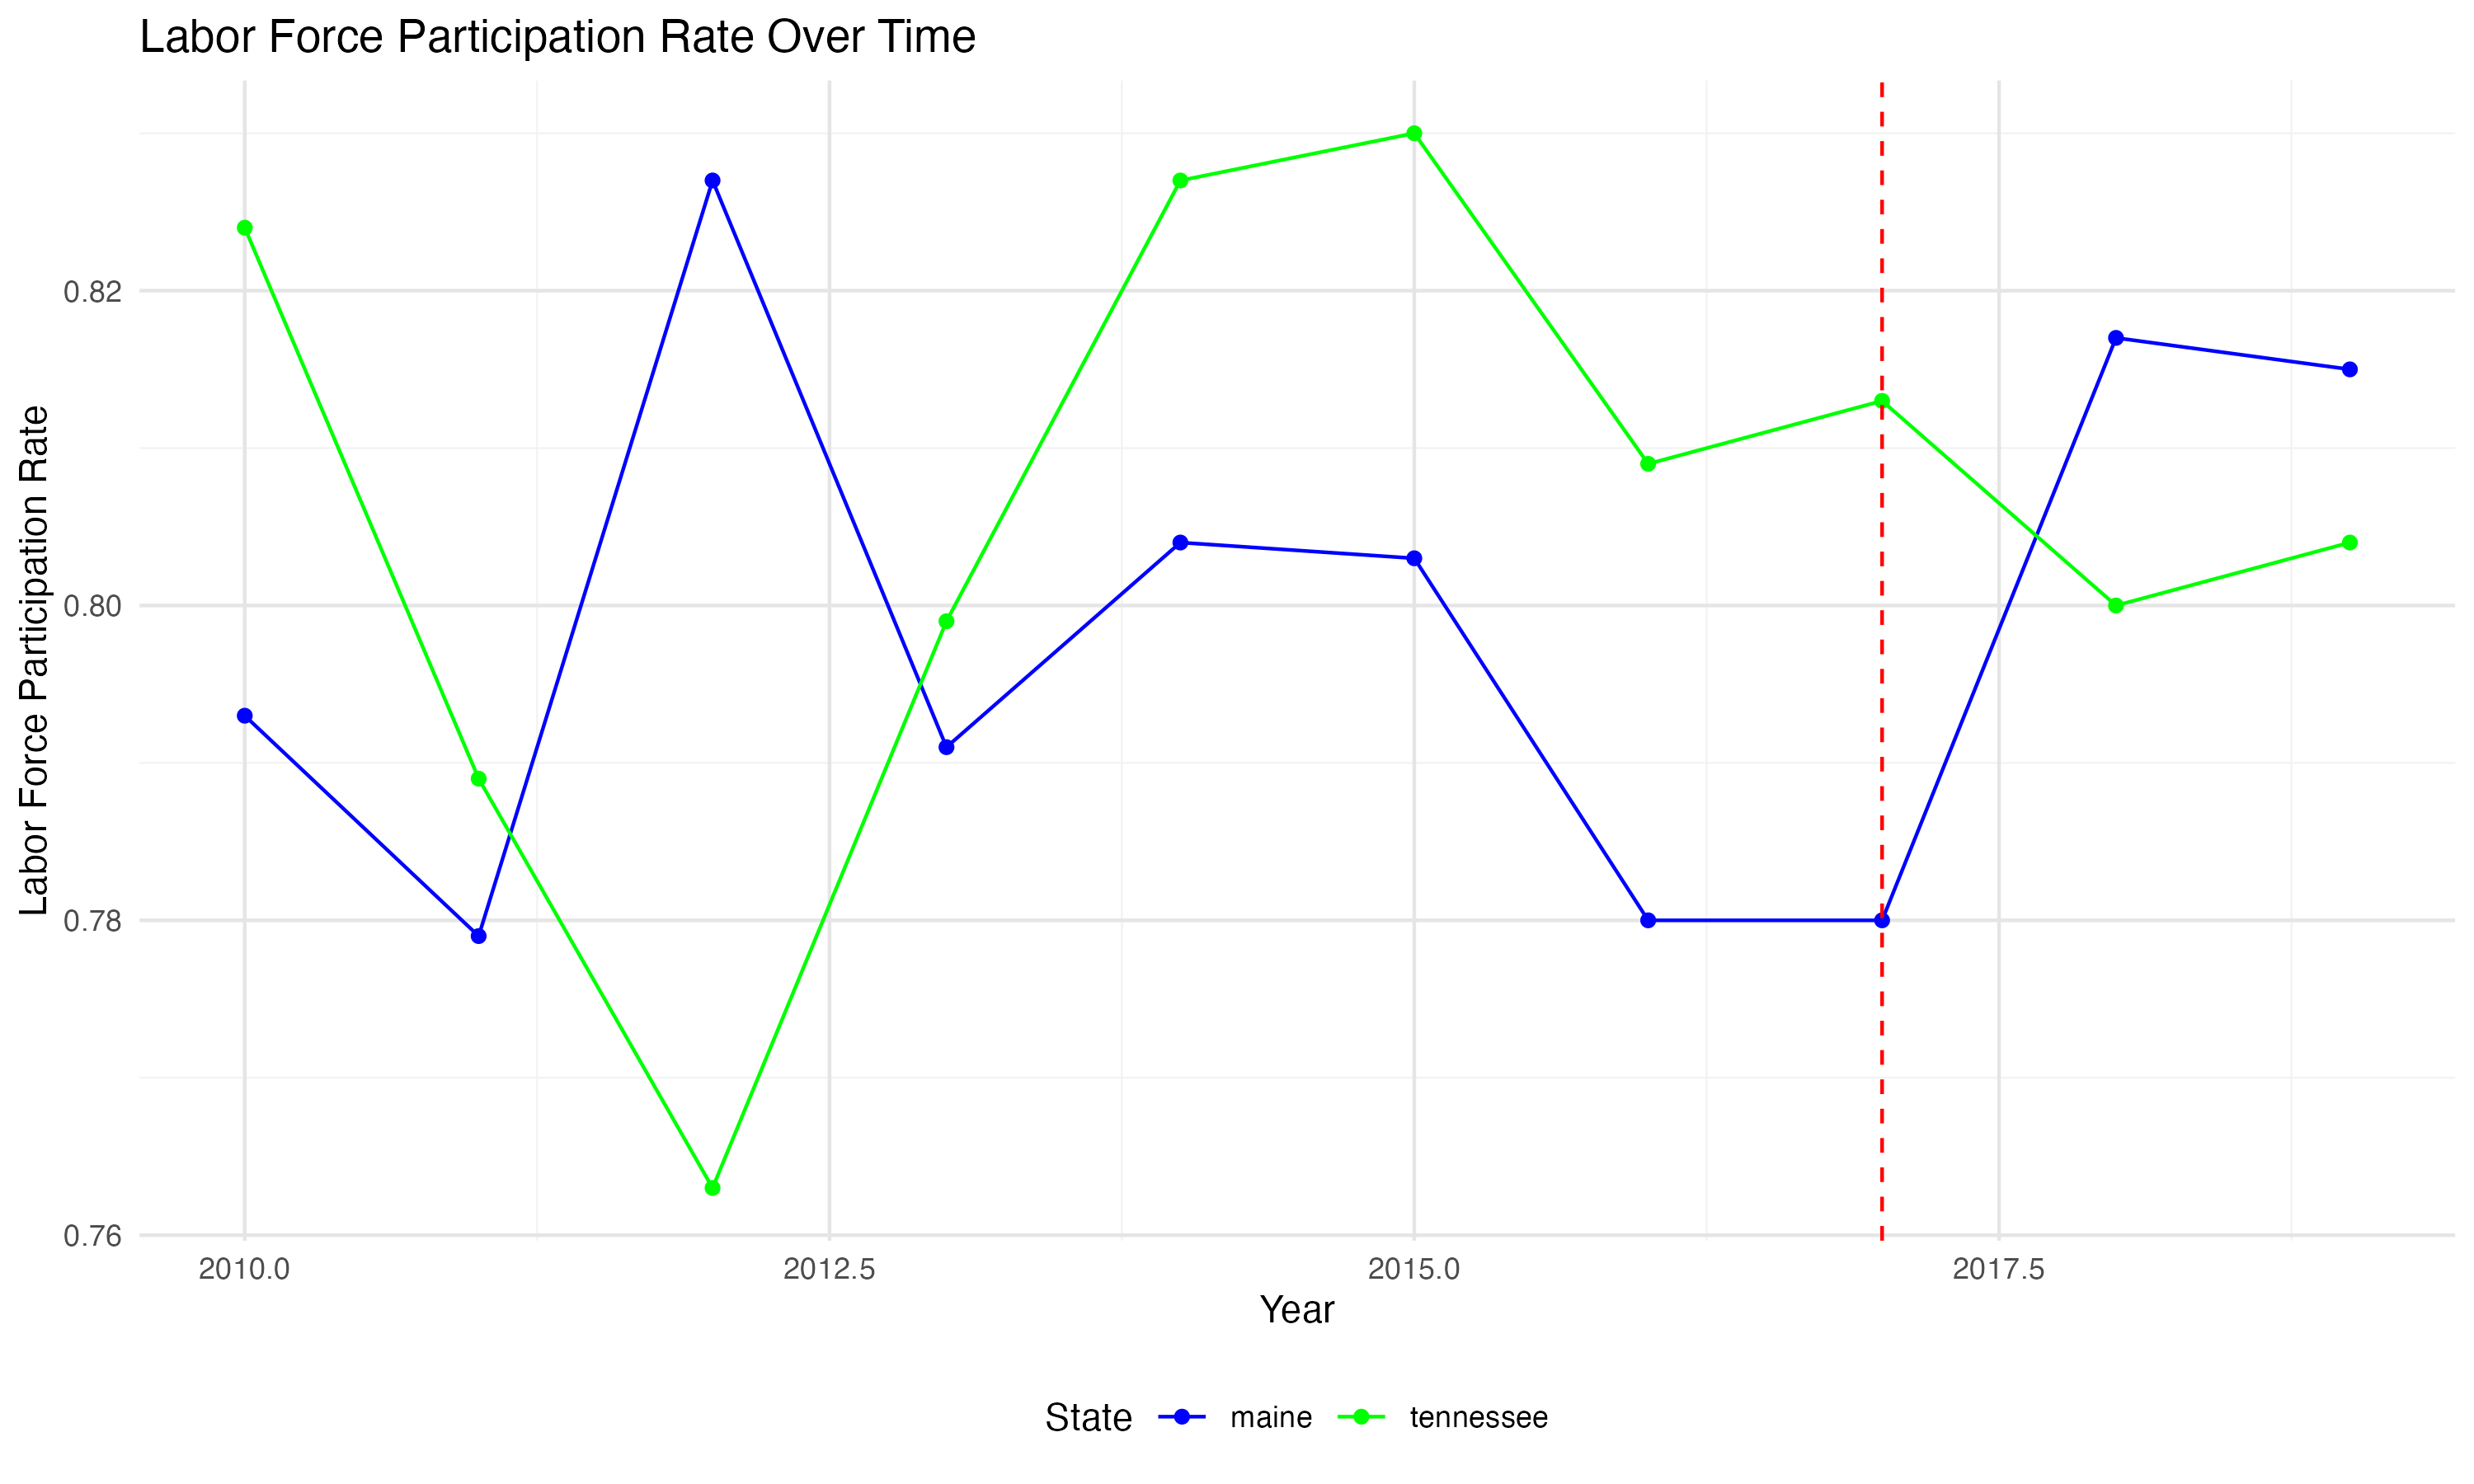 Labor Force Participation Rate Over Time
Labor Force Participation Rate
0.82
0.80
0.78
0.76
2010.0 2012.5 2015.0 2017.5
Year
State maine tennessee